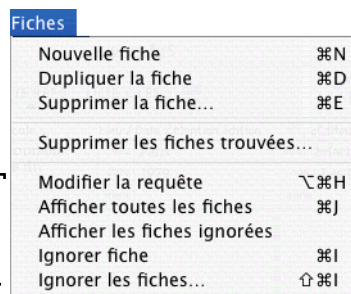 Fiches
Nouvelle fiche ⌘N
Dupliquer la fiche ⌘D
Supprimer la fiche... ⌘E
Supprimer les fiches trouvées...
Modifier la requête ⌥⌘H
Afficher toutes les fiches ⌘J
Afficher les fiches ignorées
Ignorer fiche ⌘I
Ignorer les fiches... ⇧⌘I